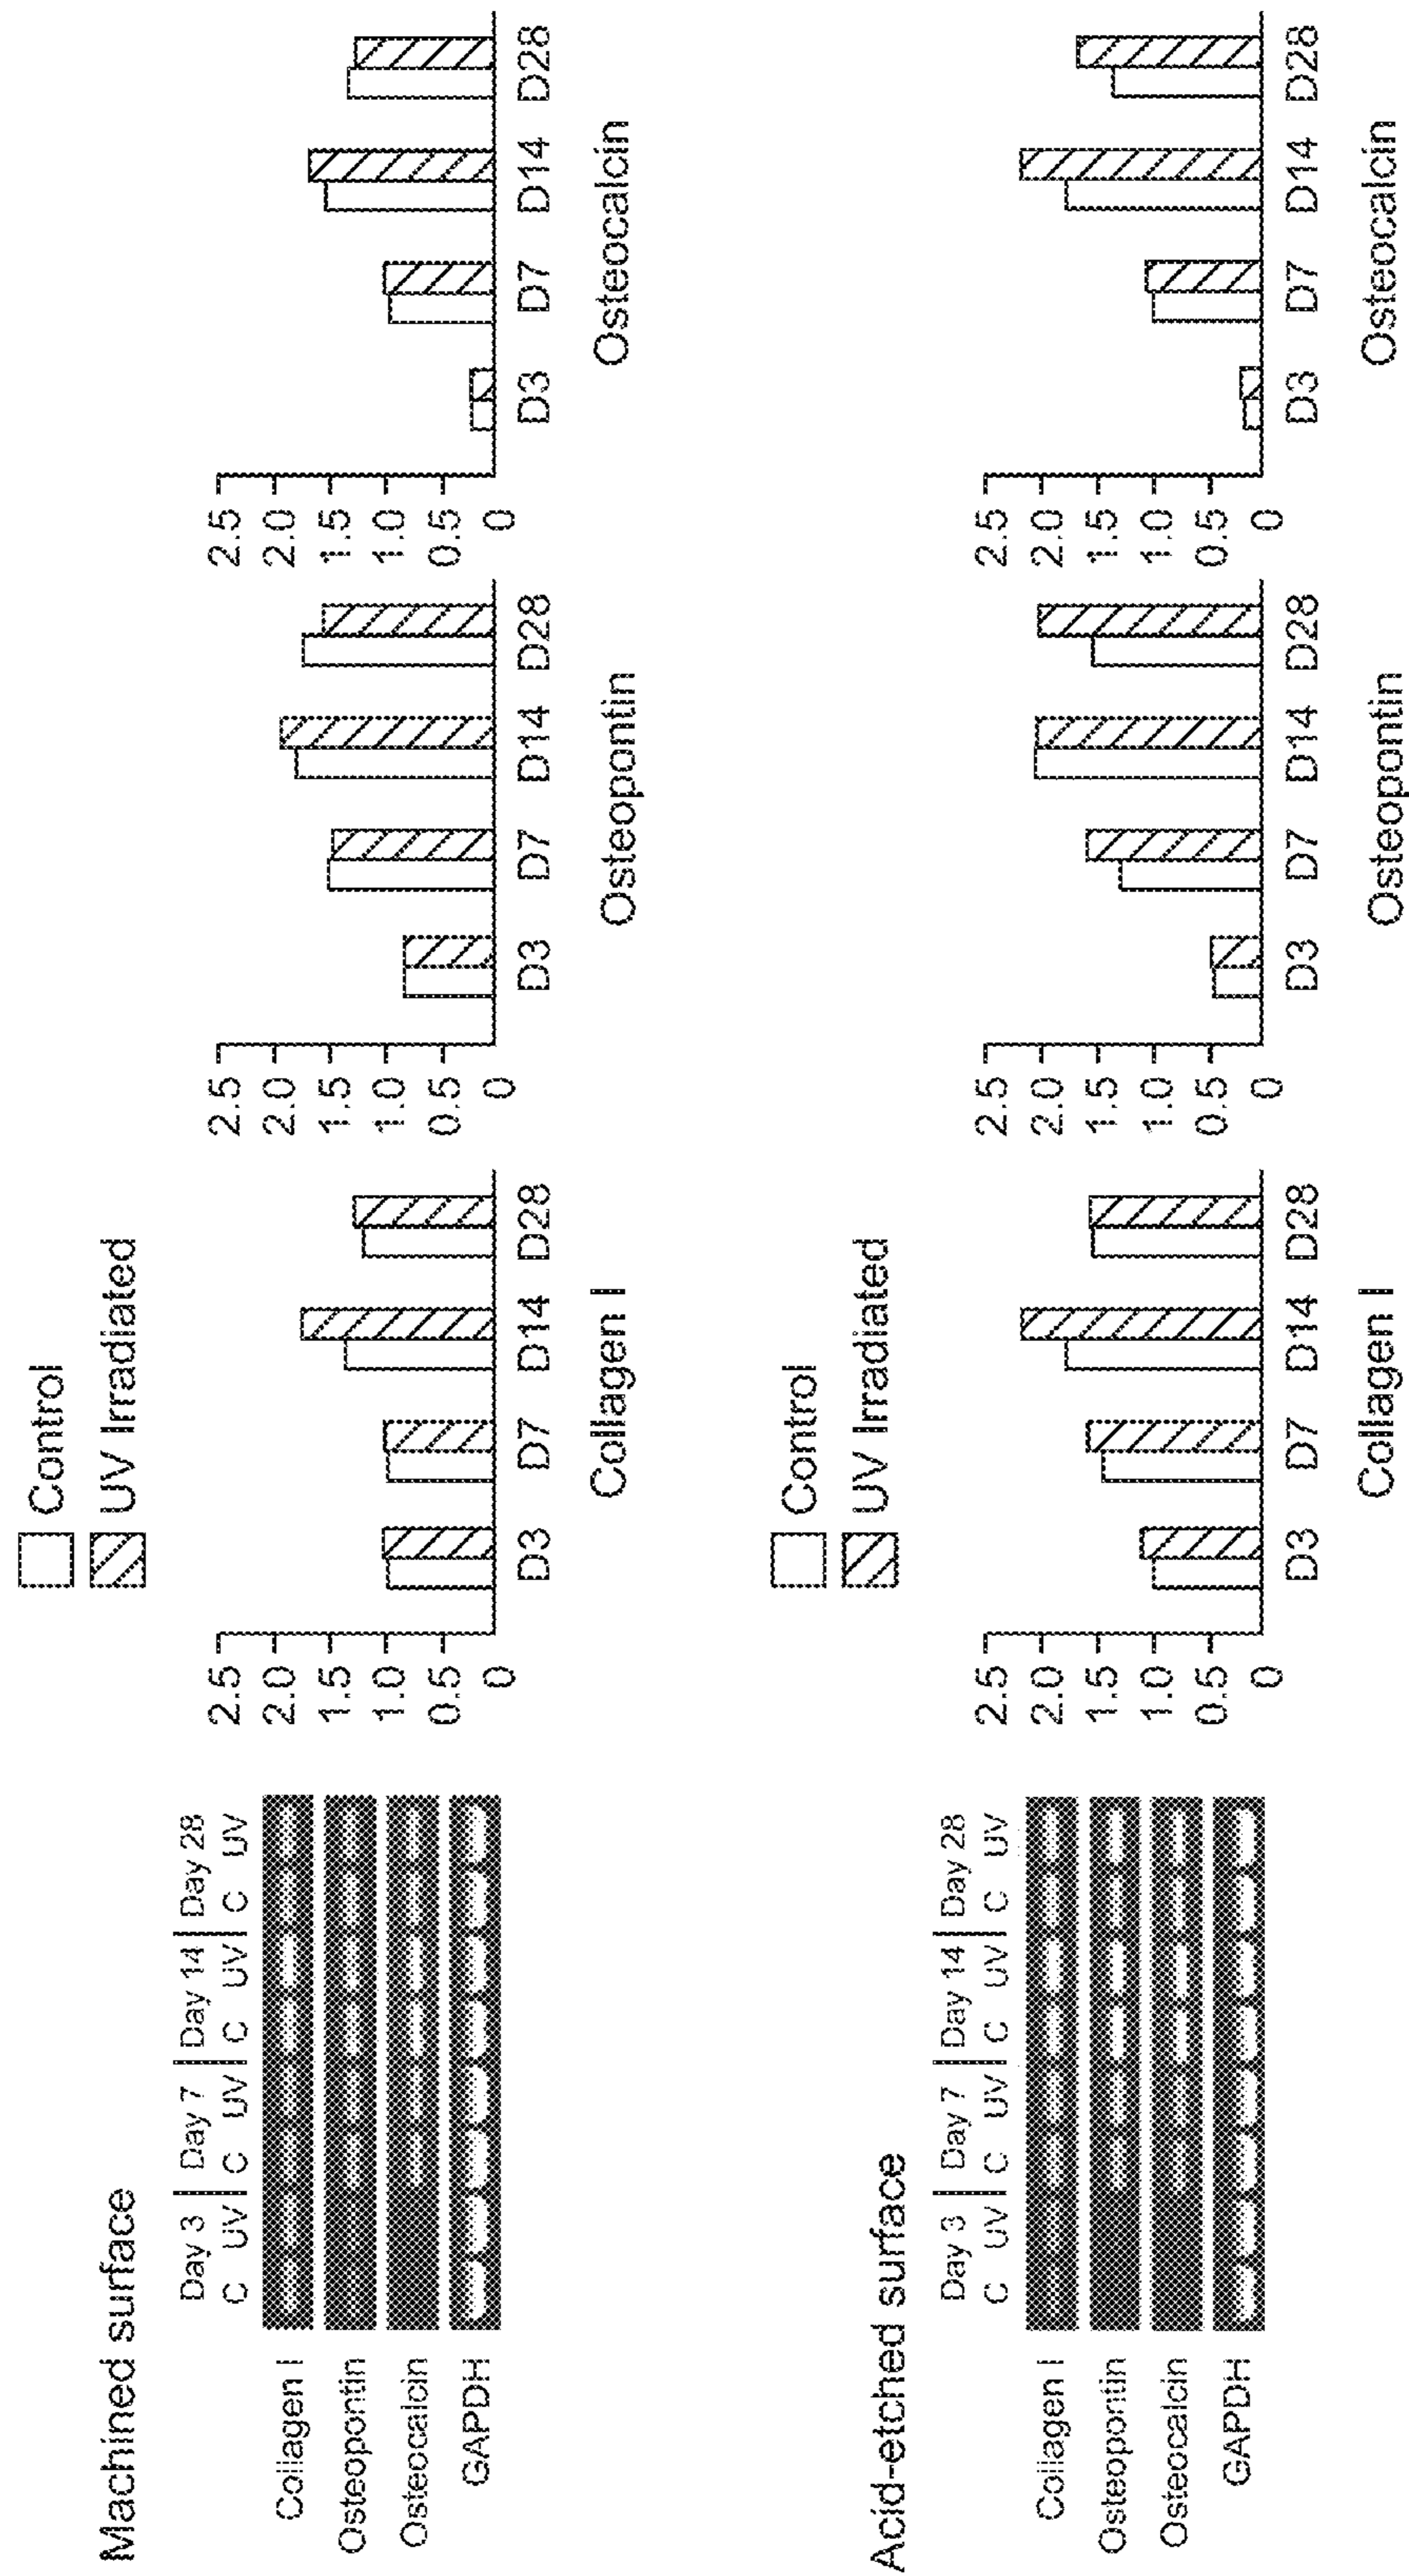 Machined surface
Control
UV Irradiated
Day 3 Day 7 Day 14 Day 28
C UV C UV C UV C UV
Collagen I
Osteopontin
Osteocalcin
GAPDH
2.5
2.0
1.5
1.0
0.5
0
D3 D7 D14 D28
Collagen I
2.5
2.0
1.5
1.0
0.5
0
D3 D7 D14 D28
Osteopontin
2.5
2.0
1.5
1.0
0.5
0
D3 D7 D14 D28
Osteocalcin
Acid-etched surface
Control
UV Irradiated
Day 3 Day 7 Day 14 Day 28
C UV C UV C UV C UV
Collagen I
Osteopontin
Osteocalcin
GAPDH
2.5
2.0
1.5
1.0
0.5
0
D3 D7 D14 D28
Collagen I
2.5
2.0
1.5
1.0
0.5
0
D3 D7 D14 D28
Osteopontin
2.5
2.0
1.5
1.0
0.5
0
D3 D7 D14 D28
Osteocalcin